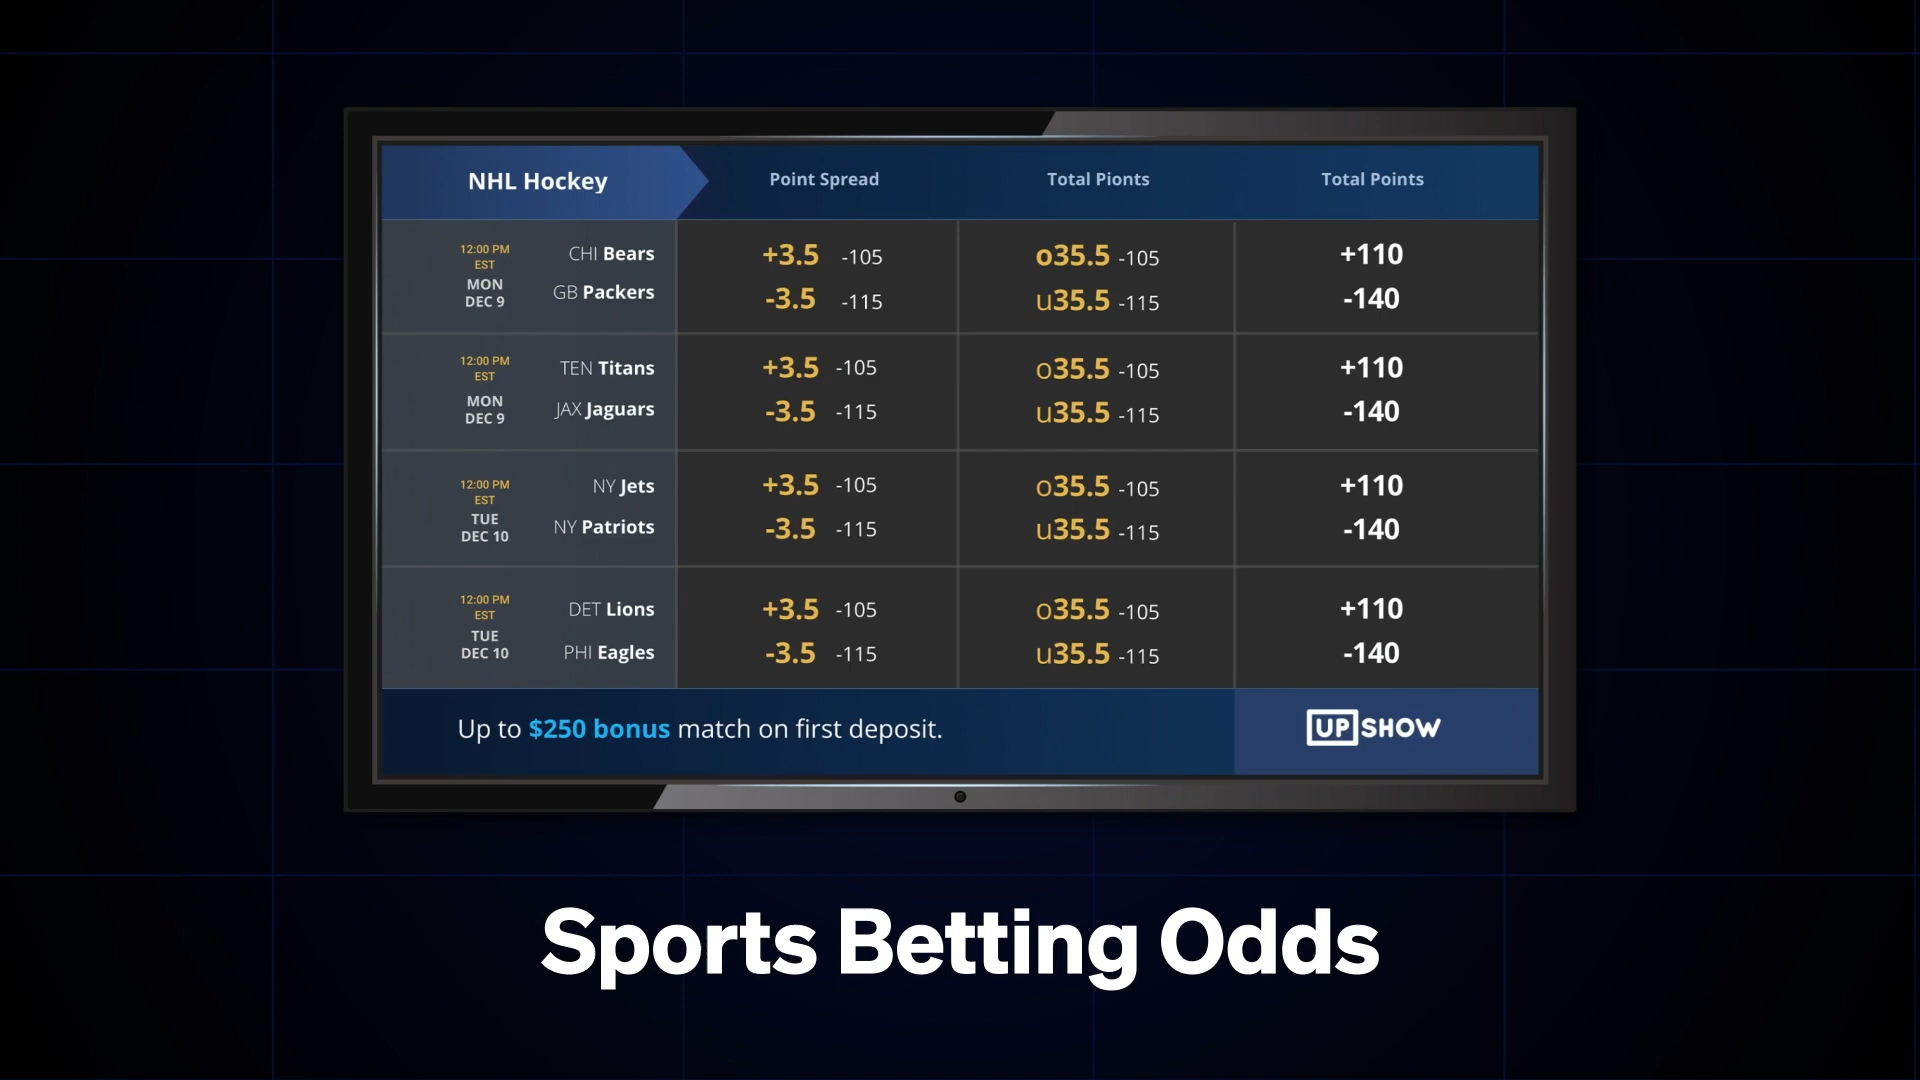 NHL Hockey Point Spread Total Pionts Total Points
12:00 PM
EST
MON
DEC 9
CHI Bears +3.5 -105 o35.5 -105 +110
GB Packers -3.5 -115 u35.5 -115 -140
12:00 PM
EST
MON
DEC 9
TEN Titans +3.5 -105 o35.5 -105 +110
JAX Jaguars -3.5 -115 u35.5 -115 -140
12:00 PM
EST
TUE
DEC 10
NY Jets +3.5 -105 o35.5 -105 +110
NY Patriots -3.5 -115 u35.5 -115 -140
12:00 PM
EST
TUE
DEC 10
DET Lions +3.5 -105 o35.5 -105 +110
PHI Eagles -3.5 -115 u35.5 -115 -140
Up to $250 bonus match on first deposit.
UPSHOW
Sports Betting Odds